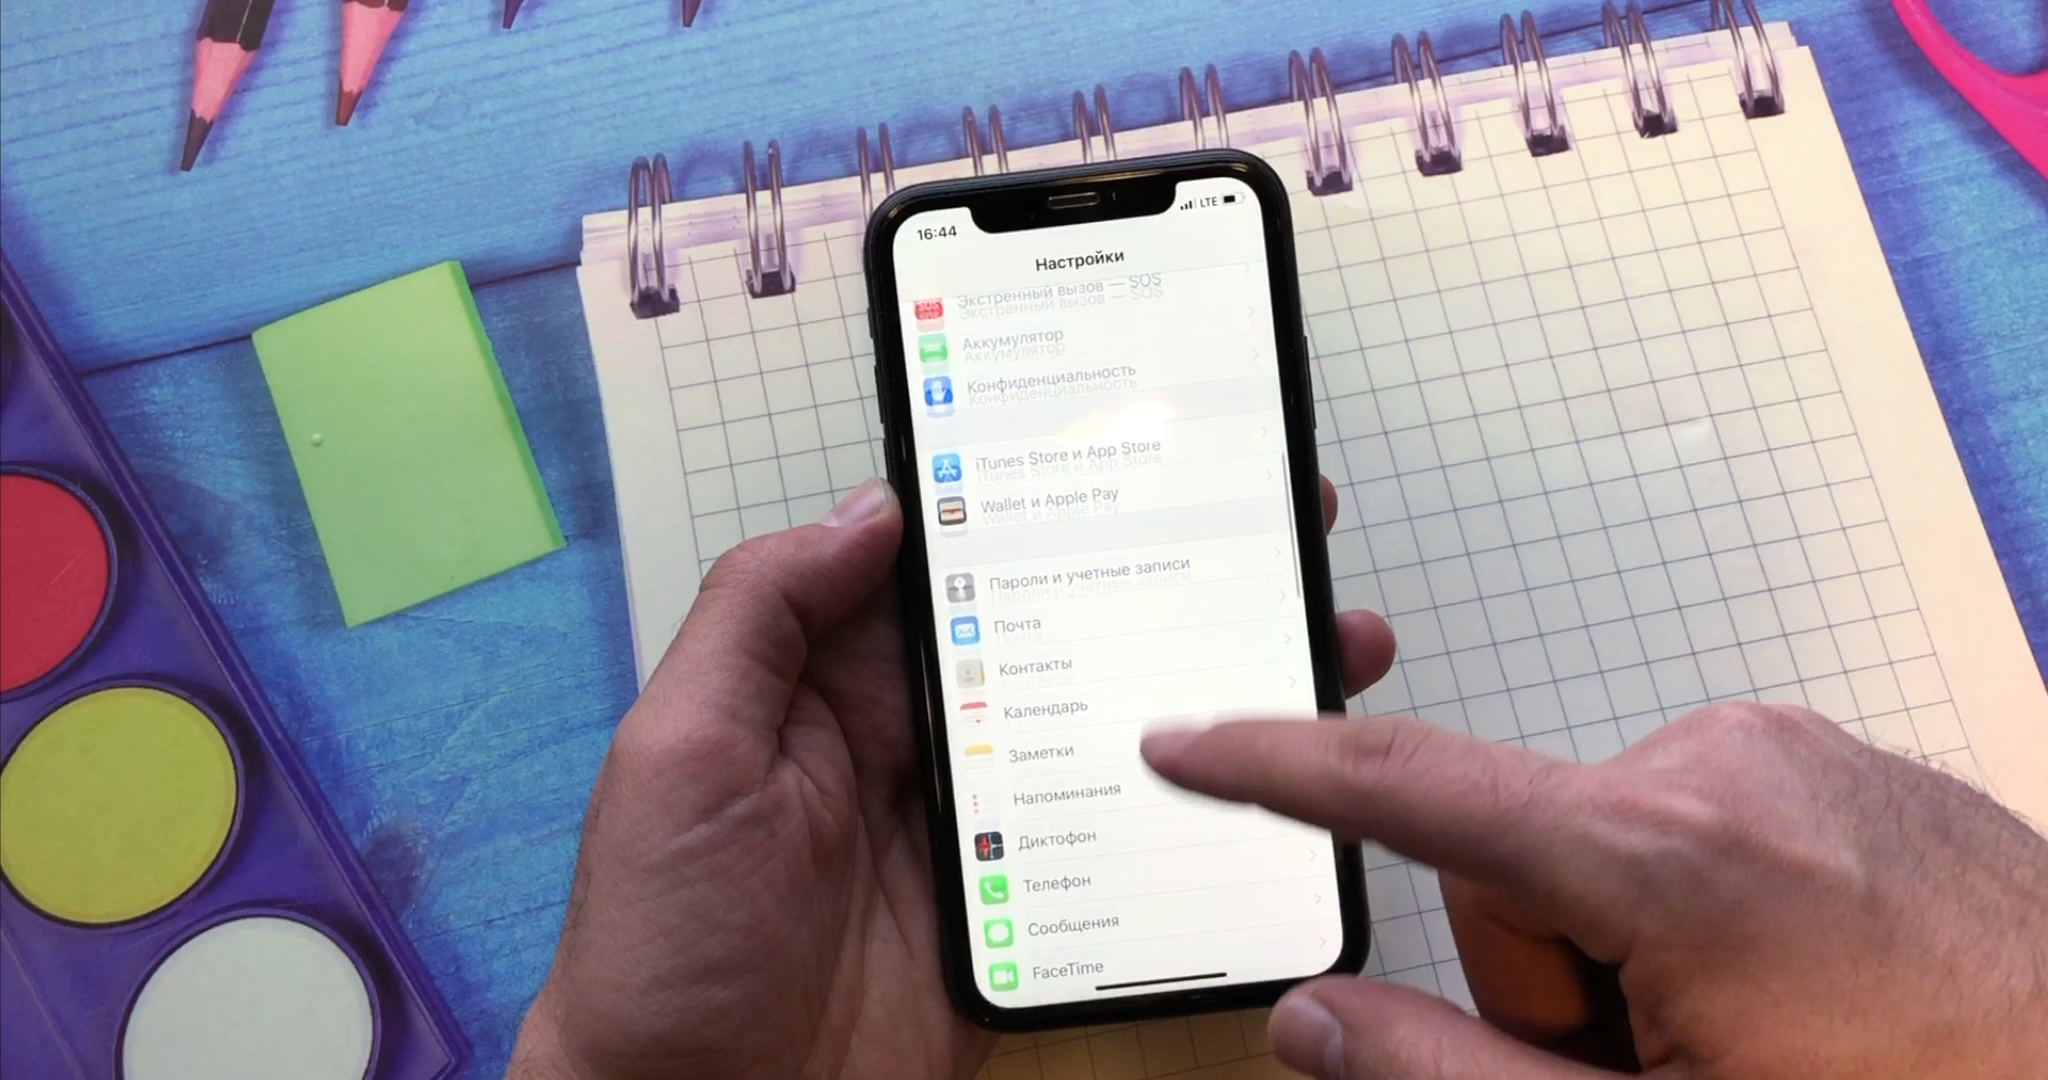 16:44
LTE
Настройки
Экстренный вызов — SOS
Аккумулятор
Конфиденциальность
iTunes Store и App Store
Wallet и Apple Pay
Пароли и учетные записи
Почта
Контакты
Календарь
Заметки
Напоминания
Диктофон
Телефон
Сообщения
FaceTime